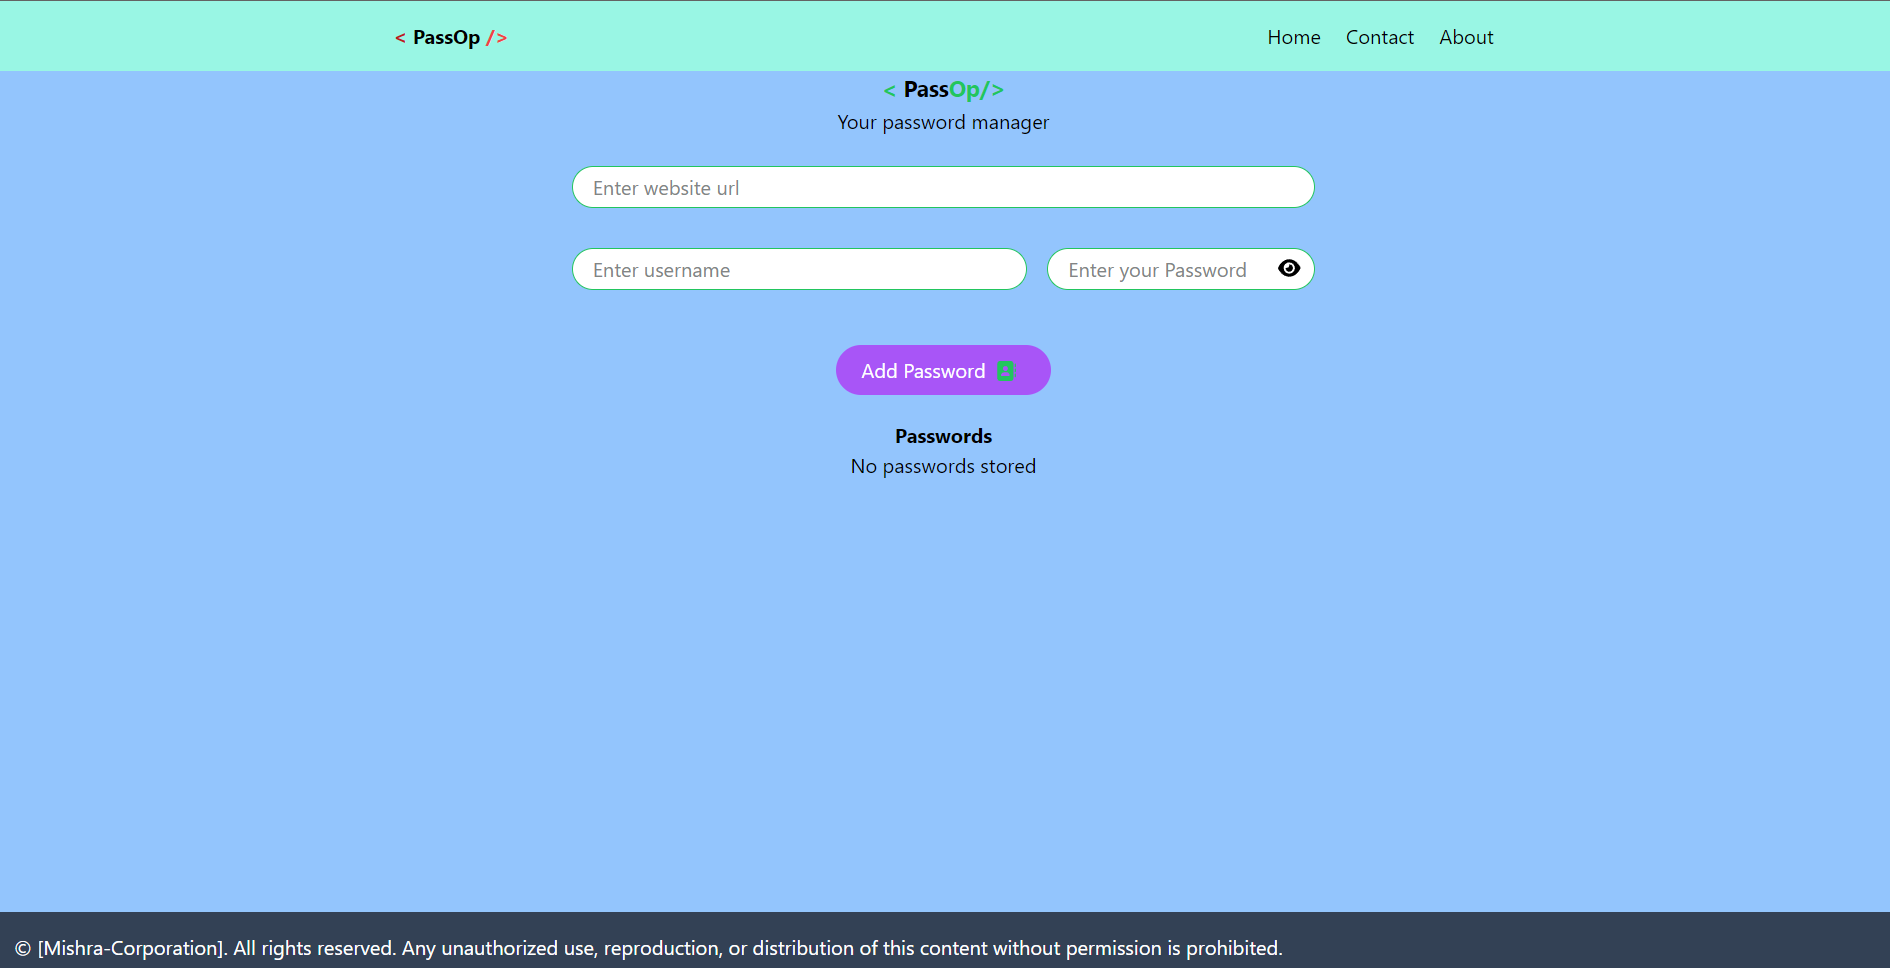 < PassOp />
Home Contact About
< PassOp/>
Your password manager
Enter website url
Enter username
Enter your Password
Add Password
Passwords
No passwords stored
© [Mishra-Corporation]. All rights reserved. Any unauthorized use, reproduction, or distribution of this content without permission is prohibited.